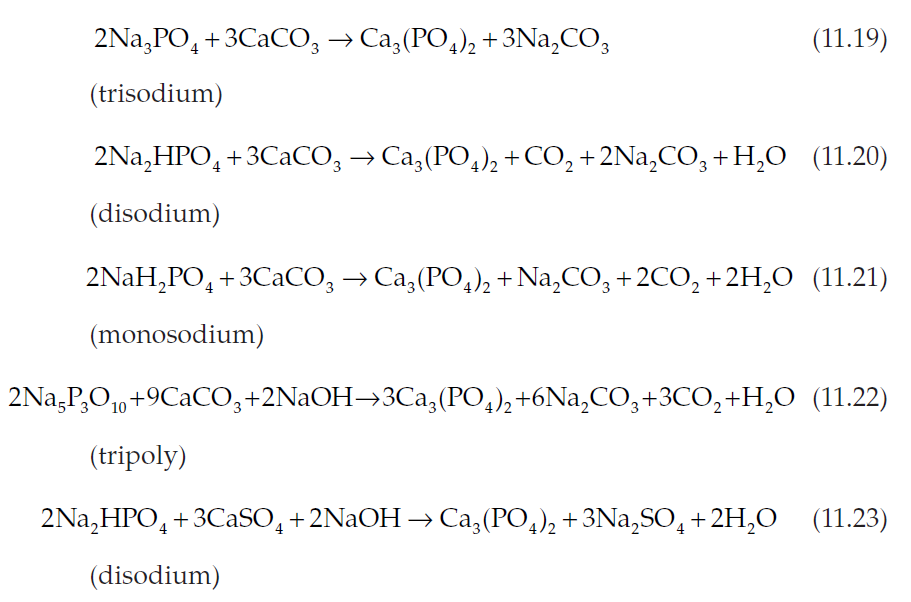 2Na₃PO₄ + 3CaCO₃ → Ca₃(PO₄)₂ + 3Na₂CO₃ (11.19)
(trisodium)
2Na₂HPO₄ + 3CaCO₃ → Ca₃(PO₄)₂ + CO₂ + 2Na₂CO₃ + H₂O (11.20)
(disodium)
2NaH₂PO₄ + 3CaCO₃ → Ca₃(PO₄)₂ + Na₂CO₃ + 2CO₂ + 2H₂O (11.21)
(monosodium)
2Na₅P₃O₁₀+9CaCO₃+2NaOH→3Ca₃(PO₄)₂+6Na₂CO₃+3CO₂+H₂O (11.22)
(tripoly)
2Na₂HPO₄ + 3CaSO₄ + 2NaOH → Ca₃(PO₄)₂ + 3Na₂SO₄ + 2H₂O (11.23)
(disodium)